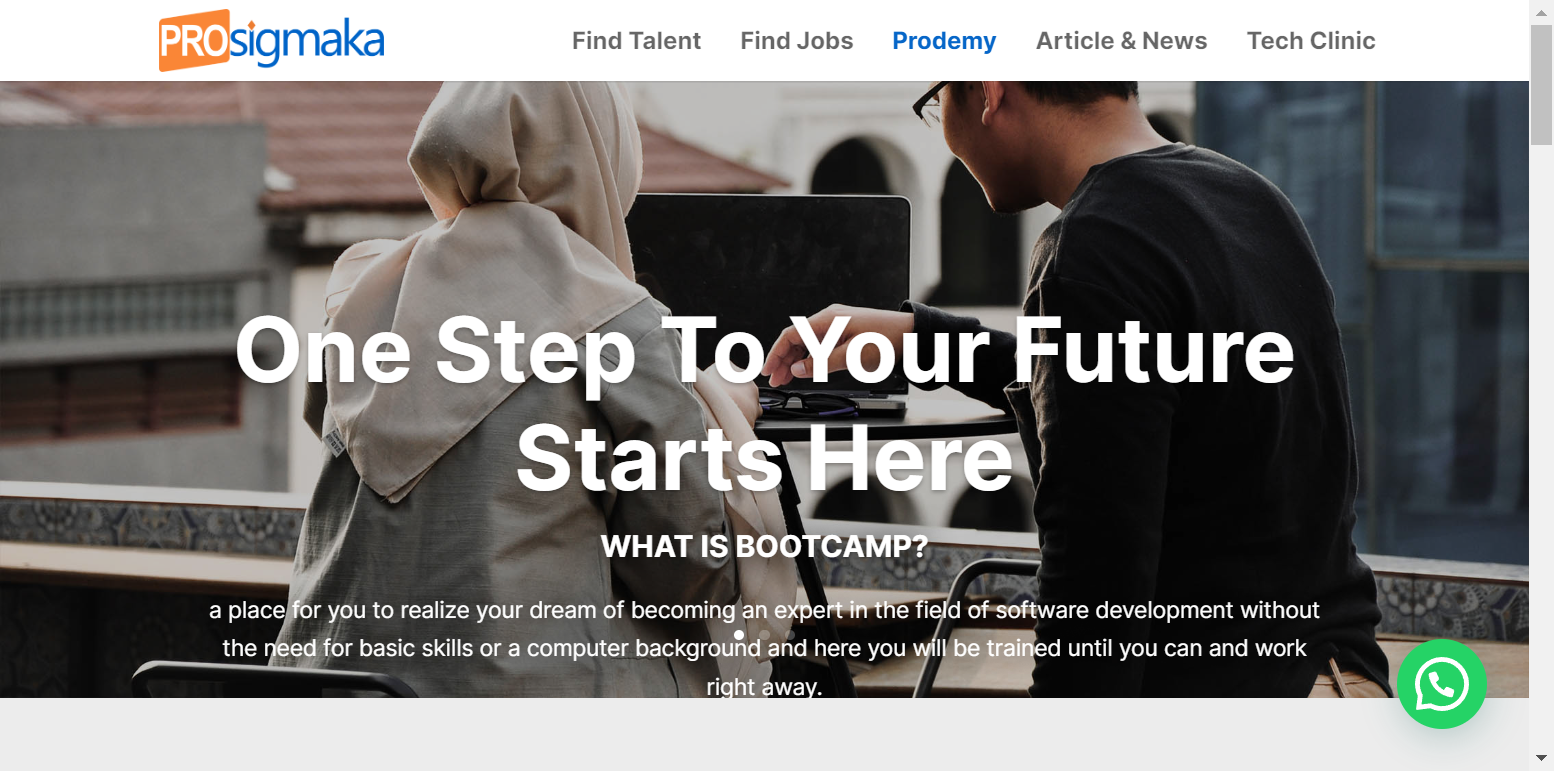 PROsigmaka
Find Talent
Find Jobs
Prodemy
Article & News
Tech Clinic
One Step To Your Future
Starts Here
WHAT IS BOOTCAMP?
a place for you to realize your dream of becoming an expert in the field of software development without
the need for basic skills or a computer background and here you will be trained until you can and work
right away.